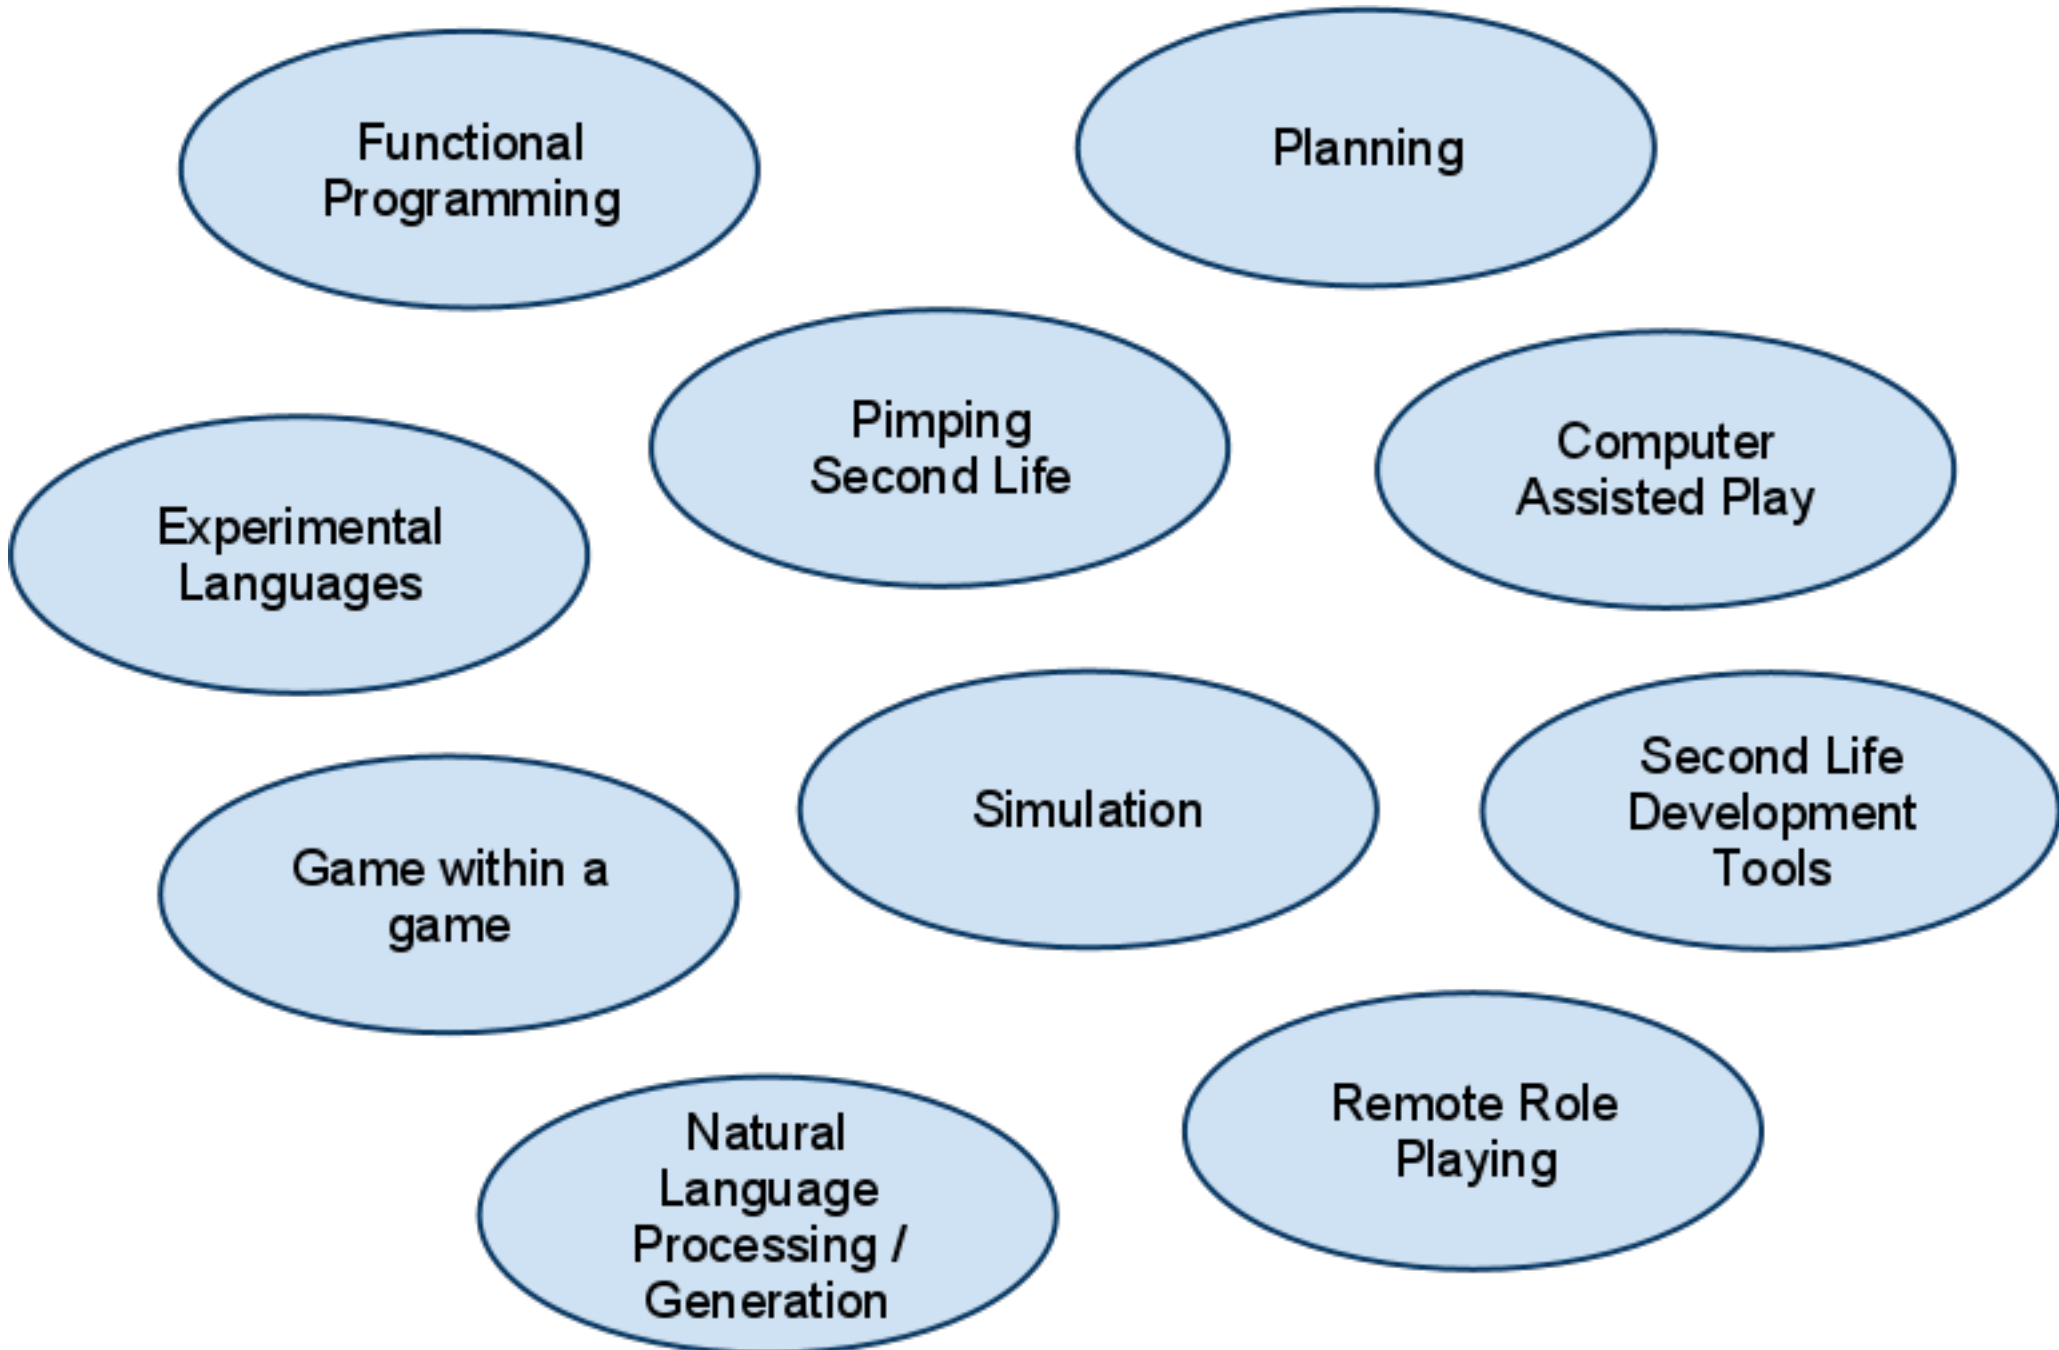 Functional
Programming
Planning
Pimping
Second Life
Computer
Assisted Play
Experimental
Languages
Simulation
Second Life
Development
Tools
Game within a
game
Remote Role
Playing
Natural
Language
Processing /
Generation